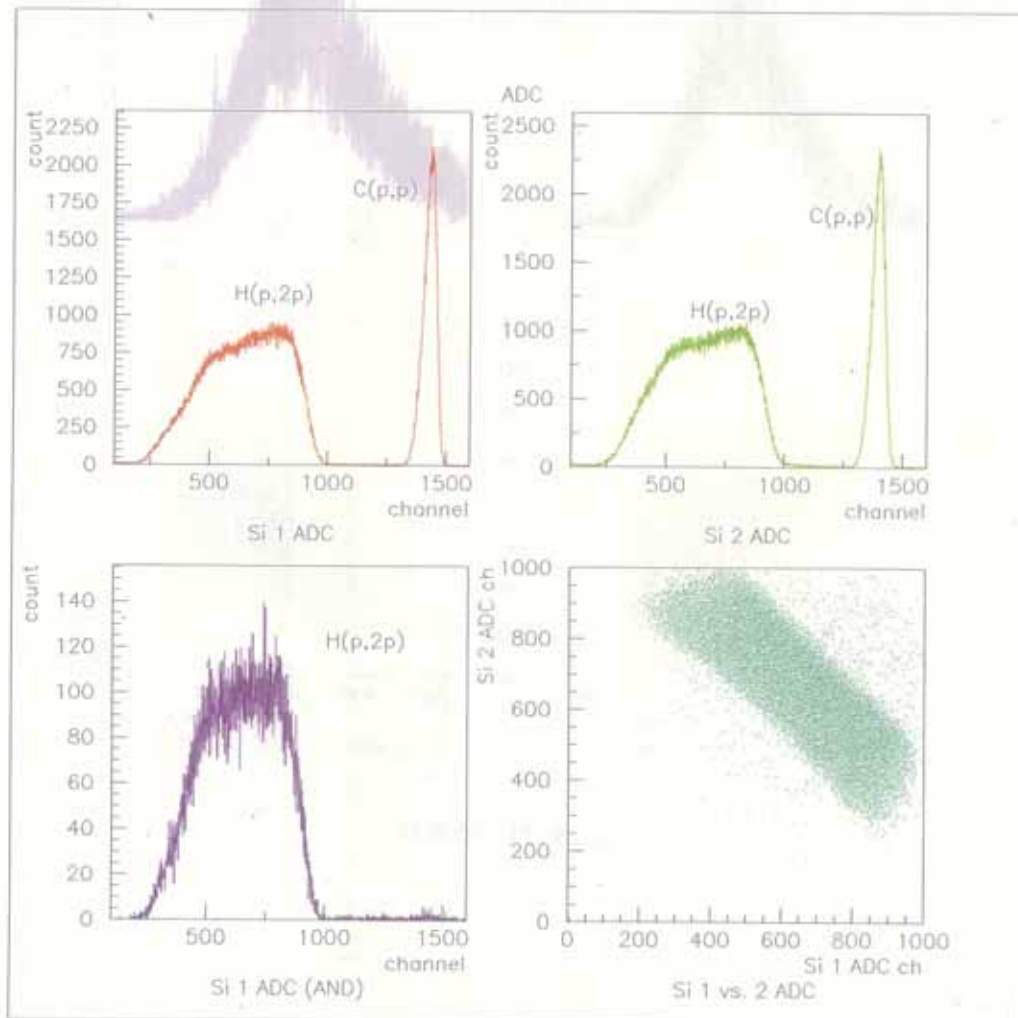 count
2250
2000
1750
1500
1250
1000
750
500
250
0
C(p,p)
H(p,2p)
500 1000 1500
channel
Si 1 ADC
ADC
count
2500
2000
1500
1000
500
0
C(p,p)
H(p,2p)
500 1000 1500
channel
Si 2 ADC
count
140
120
100
80
60
40
20
0
H(p,2p)
500 1000 1500
channel
Si 1 ADC (AND)
Si 2 ADC ch
1000
800
600
400
200
0
0 200 400 600 800 1000
Si 1 ADC ch
Si 1 vs. 2 ADC